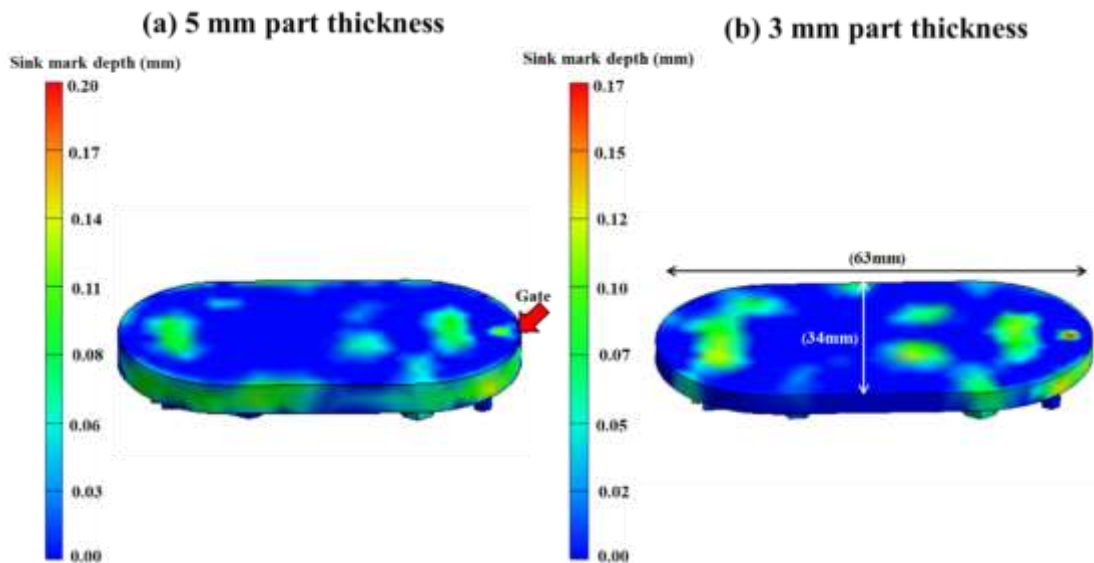 (a) 5 mm part thickness
Sink mark depth (mm)
0.20
0.17
0.14
0.11
0.08
0.06
0.03
0.00
Gate
(b) 3 mm part thickness
Sink mark depth (mm)
0.17
0.15
0.12
0.10
0.07
0.05
0.02
0.00
(63mm)
(34mm)